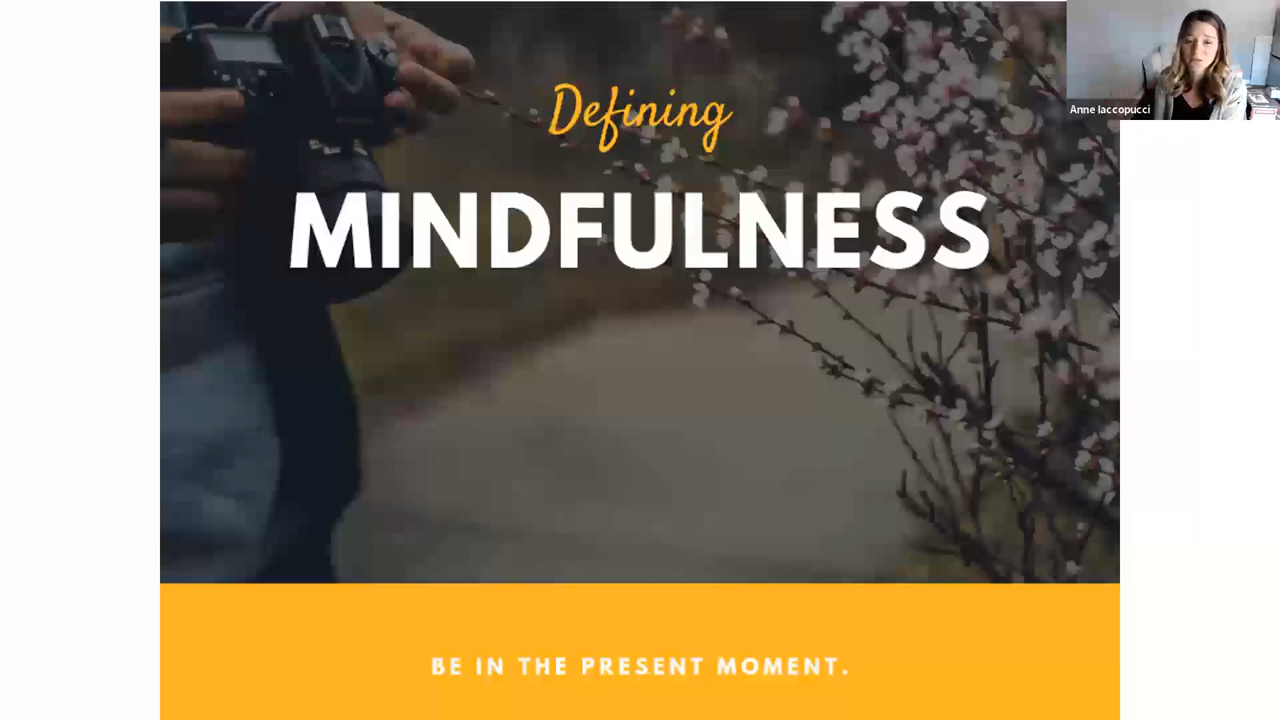 Defining
MINDFULNESS
BE IN THE PRESENT MOMENT.
Anne Iaccopucci